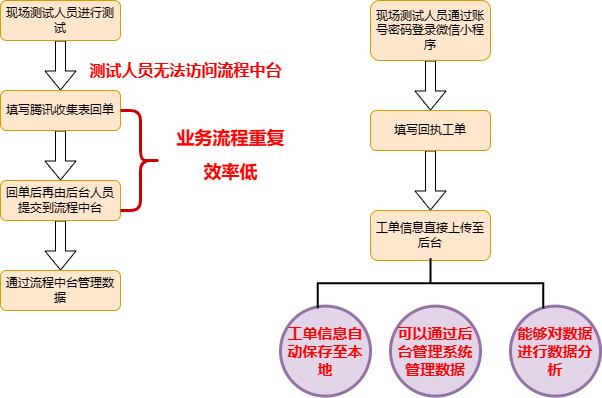 现场测试人员进行测
试
测试人员无法访问流程中台
填写腾讯收集表回单
业务流程重复
效率低
回单后再由后台人员
提交到流程中台
通过流程中台管理数
据
现场测试人员通过账
号密码登录微信小程
序
填写回执工单
工单信息直接上传至
后台
工单信息自
动保存至本
地
可以通过后
台管理系统
管理数据
能够对数据
进行数据分
析